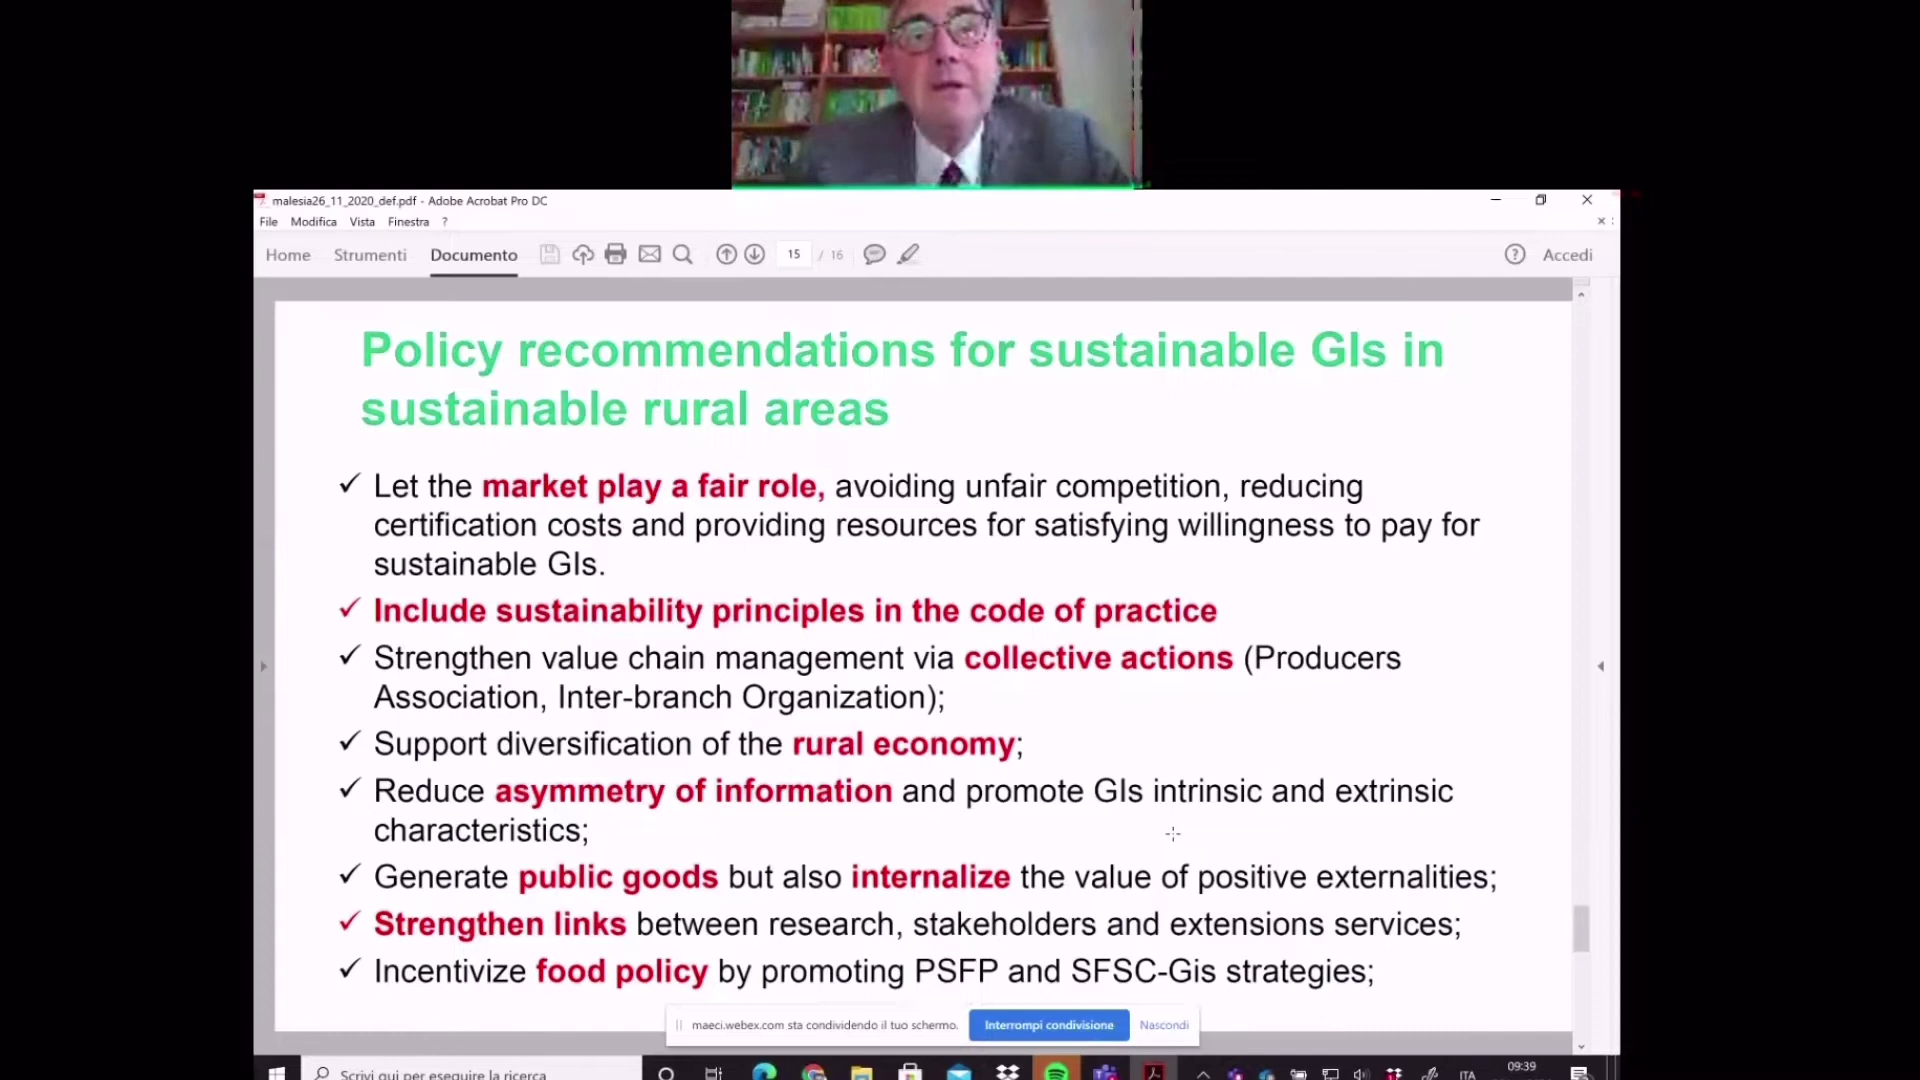 malesia26_11_2020_def.pdf - Adobe Acrobat Pro DC
File Modifica Vista Finestra ?
Home Strumenti Documento 15 / 16 Accedi
Policy recommendations for sustainable GIs in
sustainable rural areas
✓ Let the market play a fair role, avoiding unfair competition, reducing
certification costs and providing resources for satisfying willingness to pay for
sustainable GIs.
✓ Include sustainability principles in the code of practice
✓ Strengthen value chain management via collective actions (Producers
Association, Inter-branch Organization);
✓ Support diversification of the rural economy;
✓ Reduce asymmetry of information and promote GIs intrinsic and extrinsic
characteristics;
✓ Generate public goods but also internalize the value of positive externalities;
✓ Strengthen links between research, stakeholders and extensions services;
✓ Incentivize food policy by promoting PSFP and SFSC-Gis strategies;
maeci.webex.com sta condividendo il tuo schermo. Interrompi condivisione Nascondi
Scrivi qui per eseguire la ricerca ITA 09:39